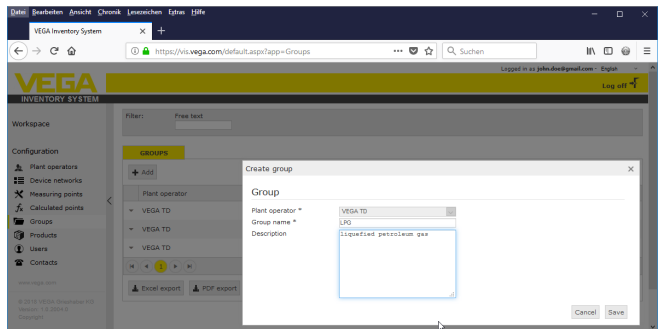 Datei Bearbeiten Ansicht Chronik Lesezeichen Extras Hilfe
VEGA Inventory System
https://vis.vega.com/default.aspx?app=Groups
Suchen
Logged in as john.doe@gmail.com - English
VEGA
Log off
INVENTORY SYSTEM
Workspace
Filter: Free text
Configuration
GROUPS
Plant operators
Add
Device networks
Measuring points
Plant operator
Calculated points
VEGA TD
Groups
VEGA TD
Products
VEGA TD
Users
Contacts
1
Excel export PDF export
www.vega.com
Copyright
Create group
Group
Plant operator * VEGA TD
Group name * LPG
Description liquefied petroleum gas
Cancel Save